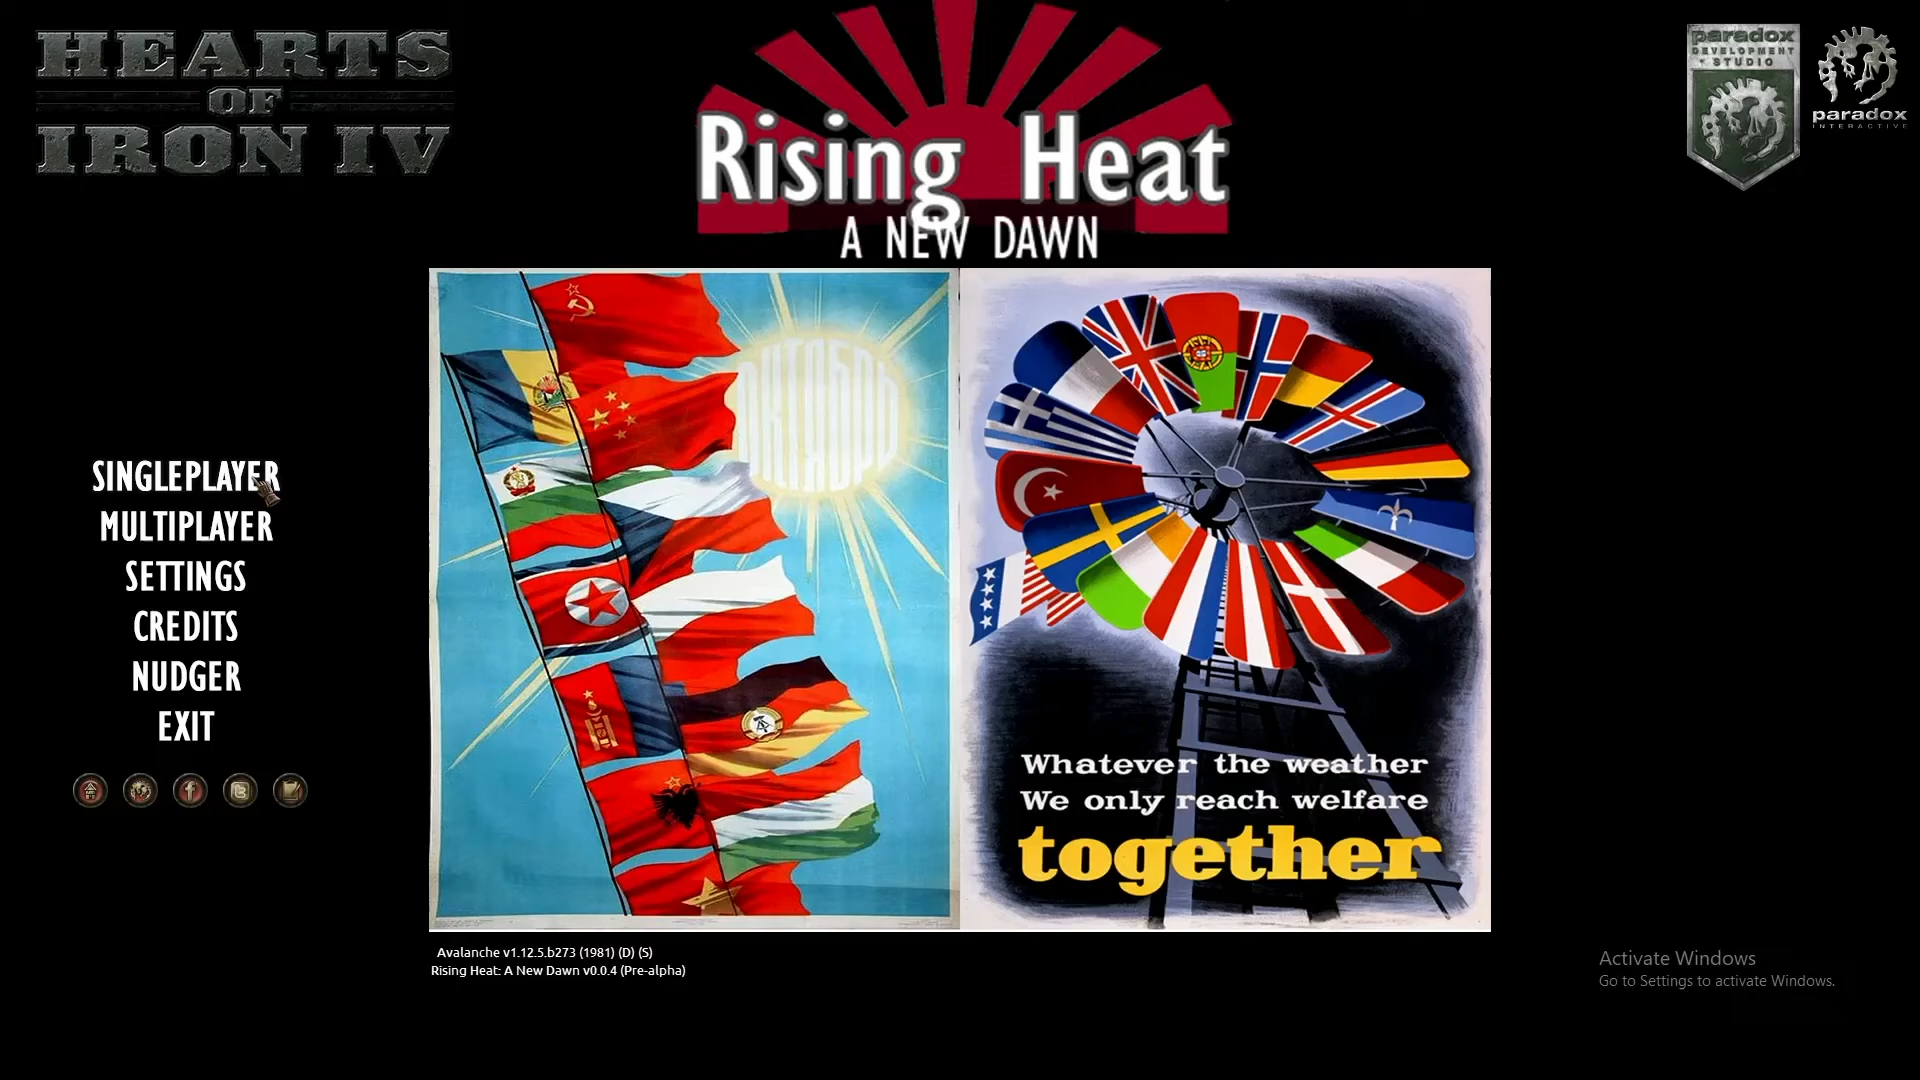 HEARTS
OF
IRON IV
Rising Heat
A NEW DAWN
paradox
DEVELOPMENT
STUDIO
paradox
INTERACTIVE
SINGLEPLAYER
MULTIPLAYER
SETTINGS
CREDITS
NUDGER
EXIT
ОКТЯБРЬ
ОКТЯБРЬ
Whatever the weather
We only reach welfare
together
Avalanche v1.12.5.b273 (1981) (D) (S)
Rising Heat: A New Dawn v0.0.4 (Pre-alpha)
Activate Windows
Go to Settings to activate Windows.